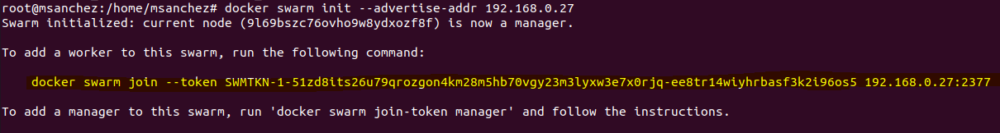 root@msanchez:/home/msanchez# docker swarm init --advertise-addr 192.168.0.27
Swarm initialized: current node (9l69bszc76ovho9w8ydxozf8f) is now a manager.
To add a worker to this swarm, run the following command:
docker swarm join --token SWMTKN-1-51zd8its26u79qrozgon4km28m5hb70vgy23m3lyxw3e7x0rjq-ee8tr14wiyhrbasf3k2i96os5 192.168.0.27:2377
To add a manager to this swarm, run 'docker swarm join-token manager' and follow the instructions.